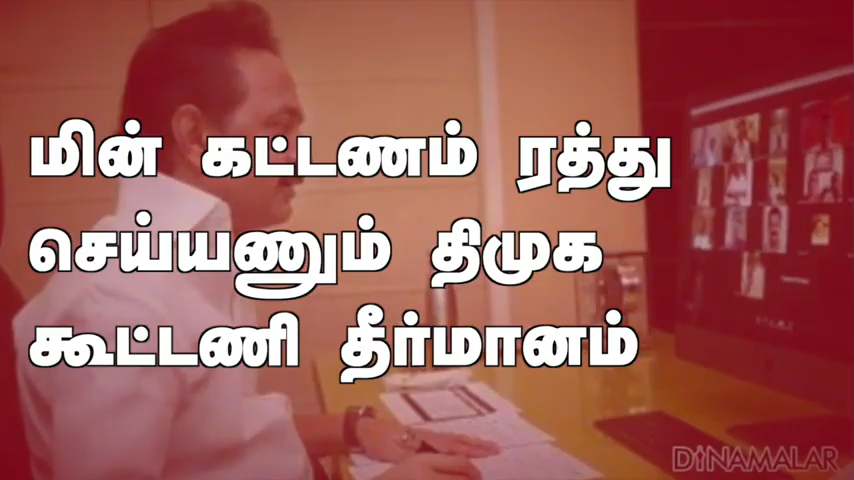 மின் கட்டணம் ரத்து
செய்யணும் திமுக
கூட்டணி தீர்மானம்
DINAMALAR